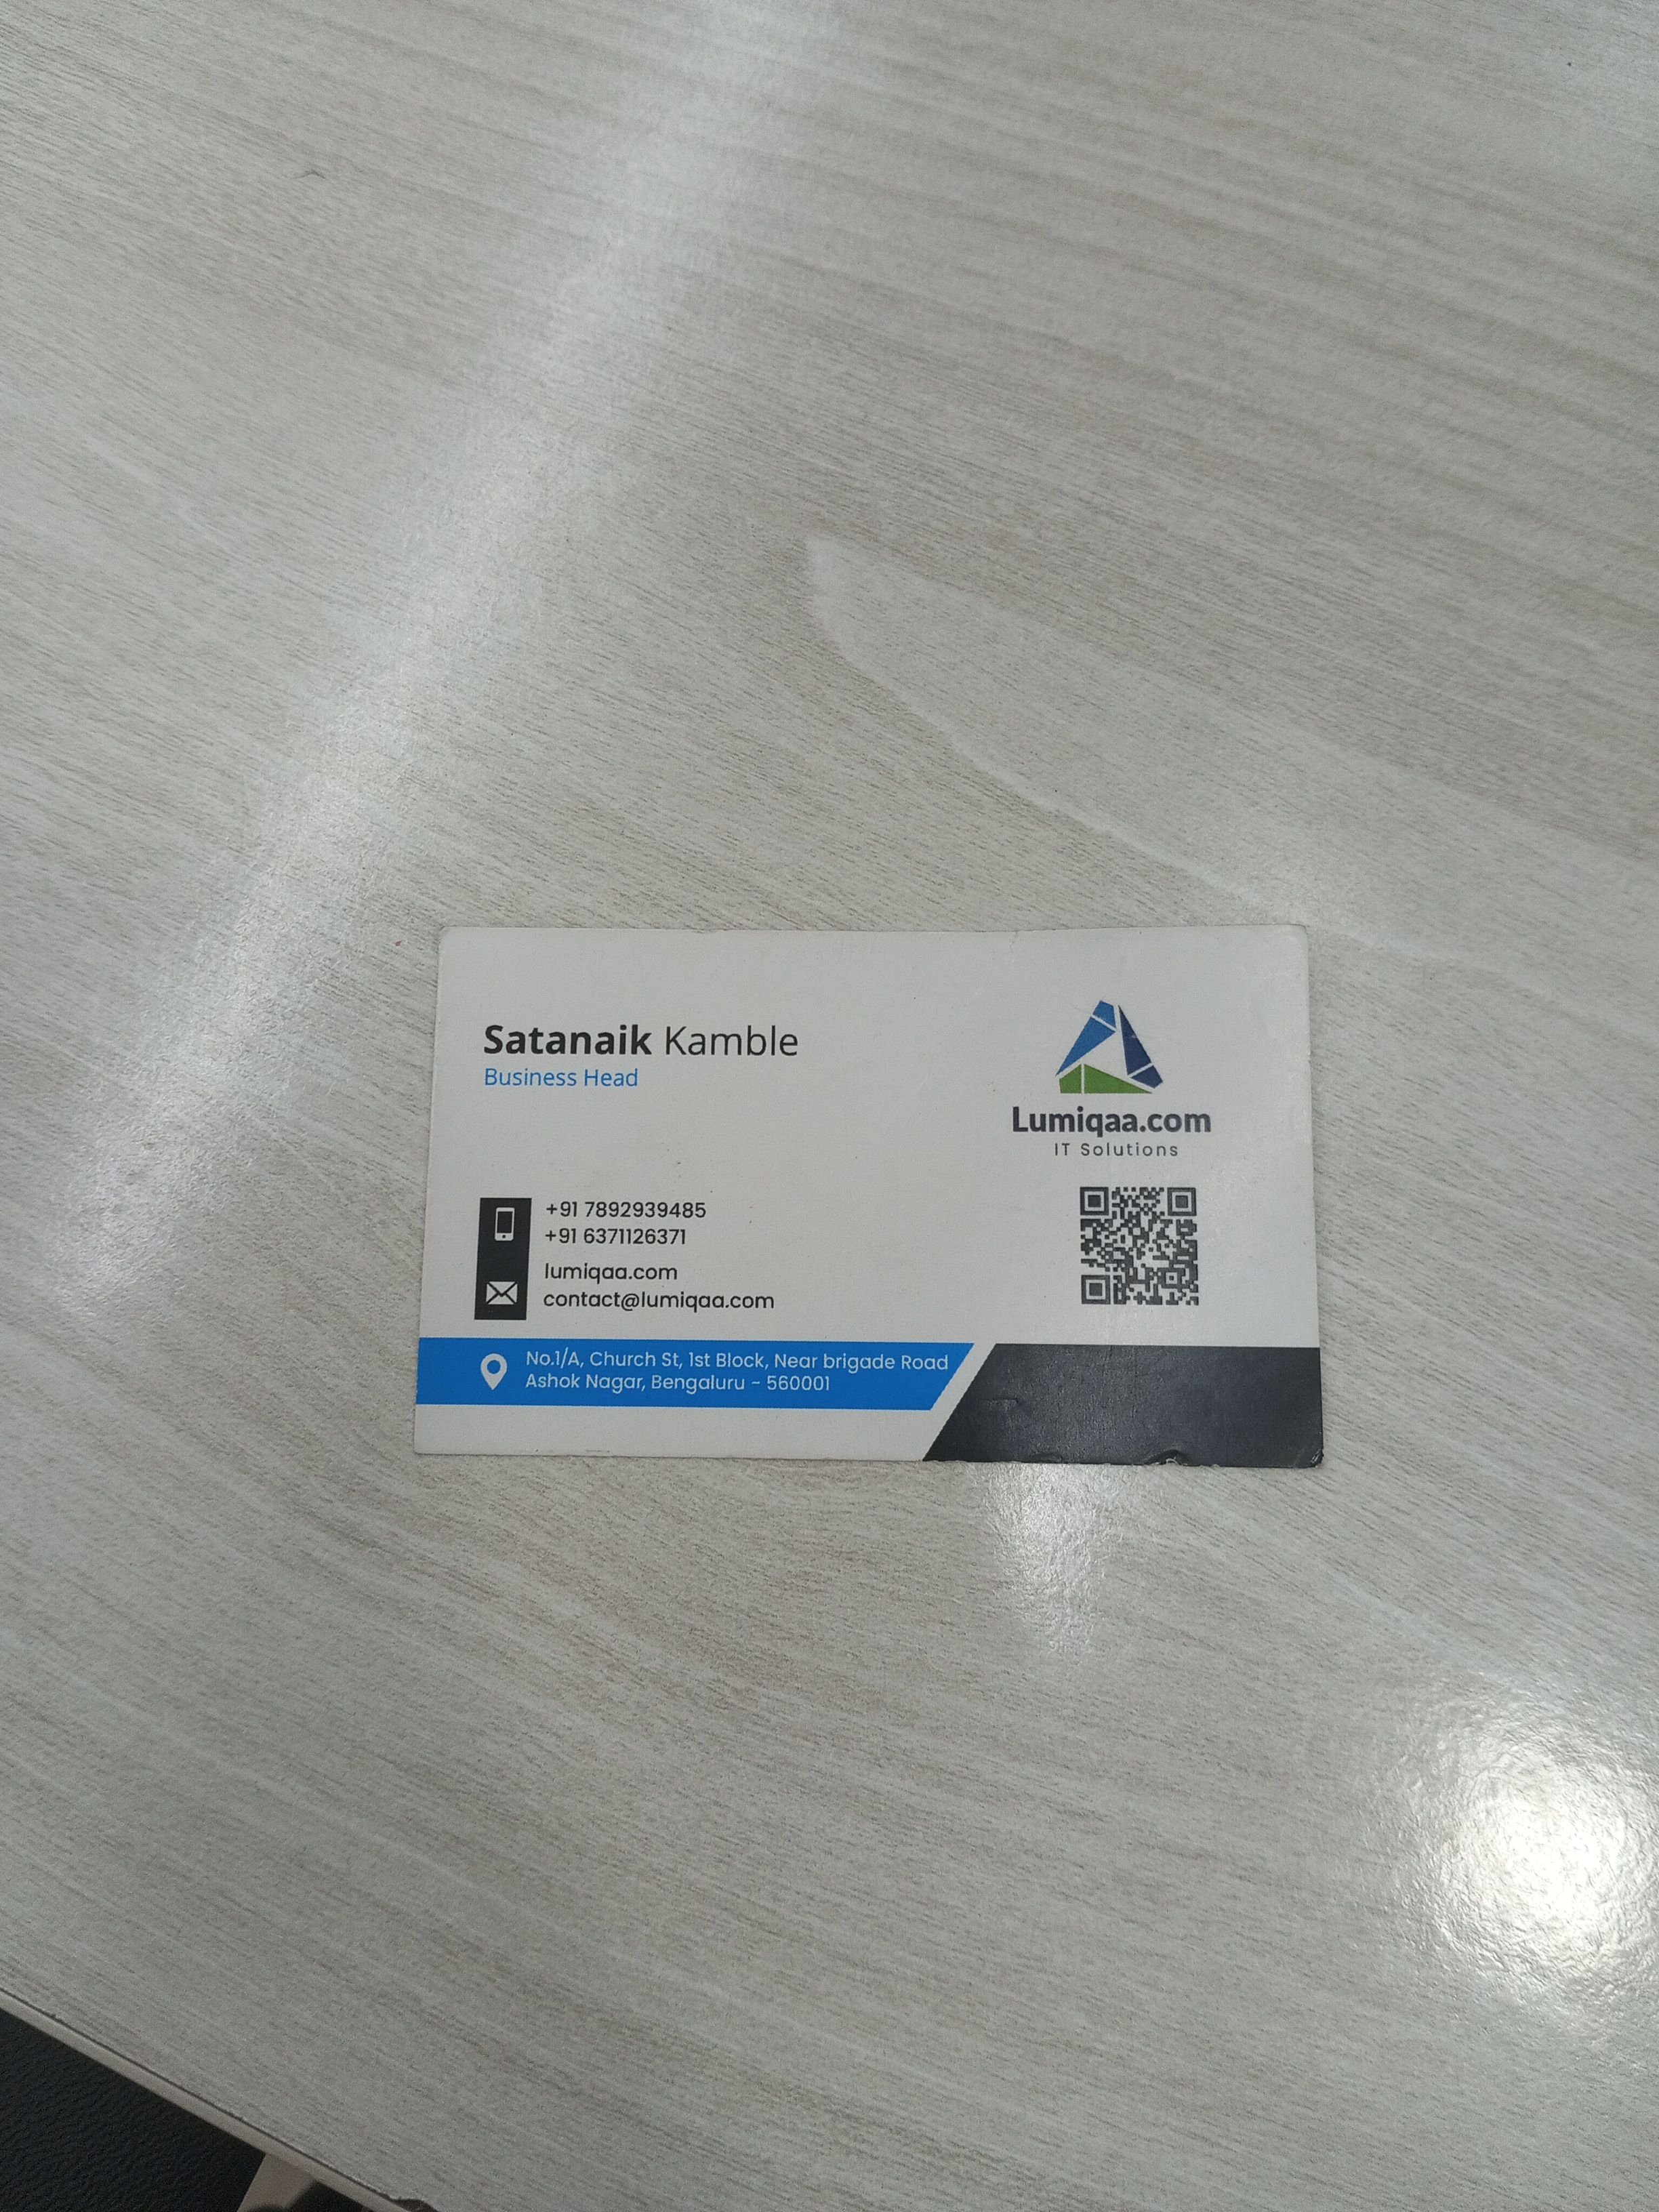 Satanaik Kamble
Business Head
Lumiqaa.com
IT Solutions
+91 7892939485
+91 6371126371
lumiqaa.com
contact@lumiqaa.com
No.1/A, Church St, 1st Block, Near brigade Road
Ashok Nagar, Bengaluru - 560001